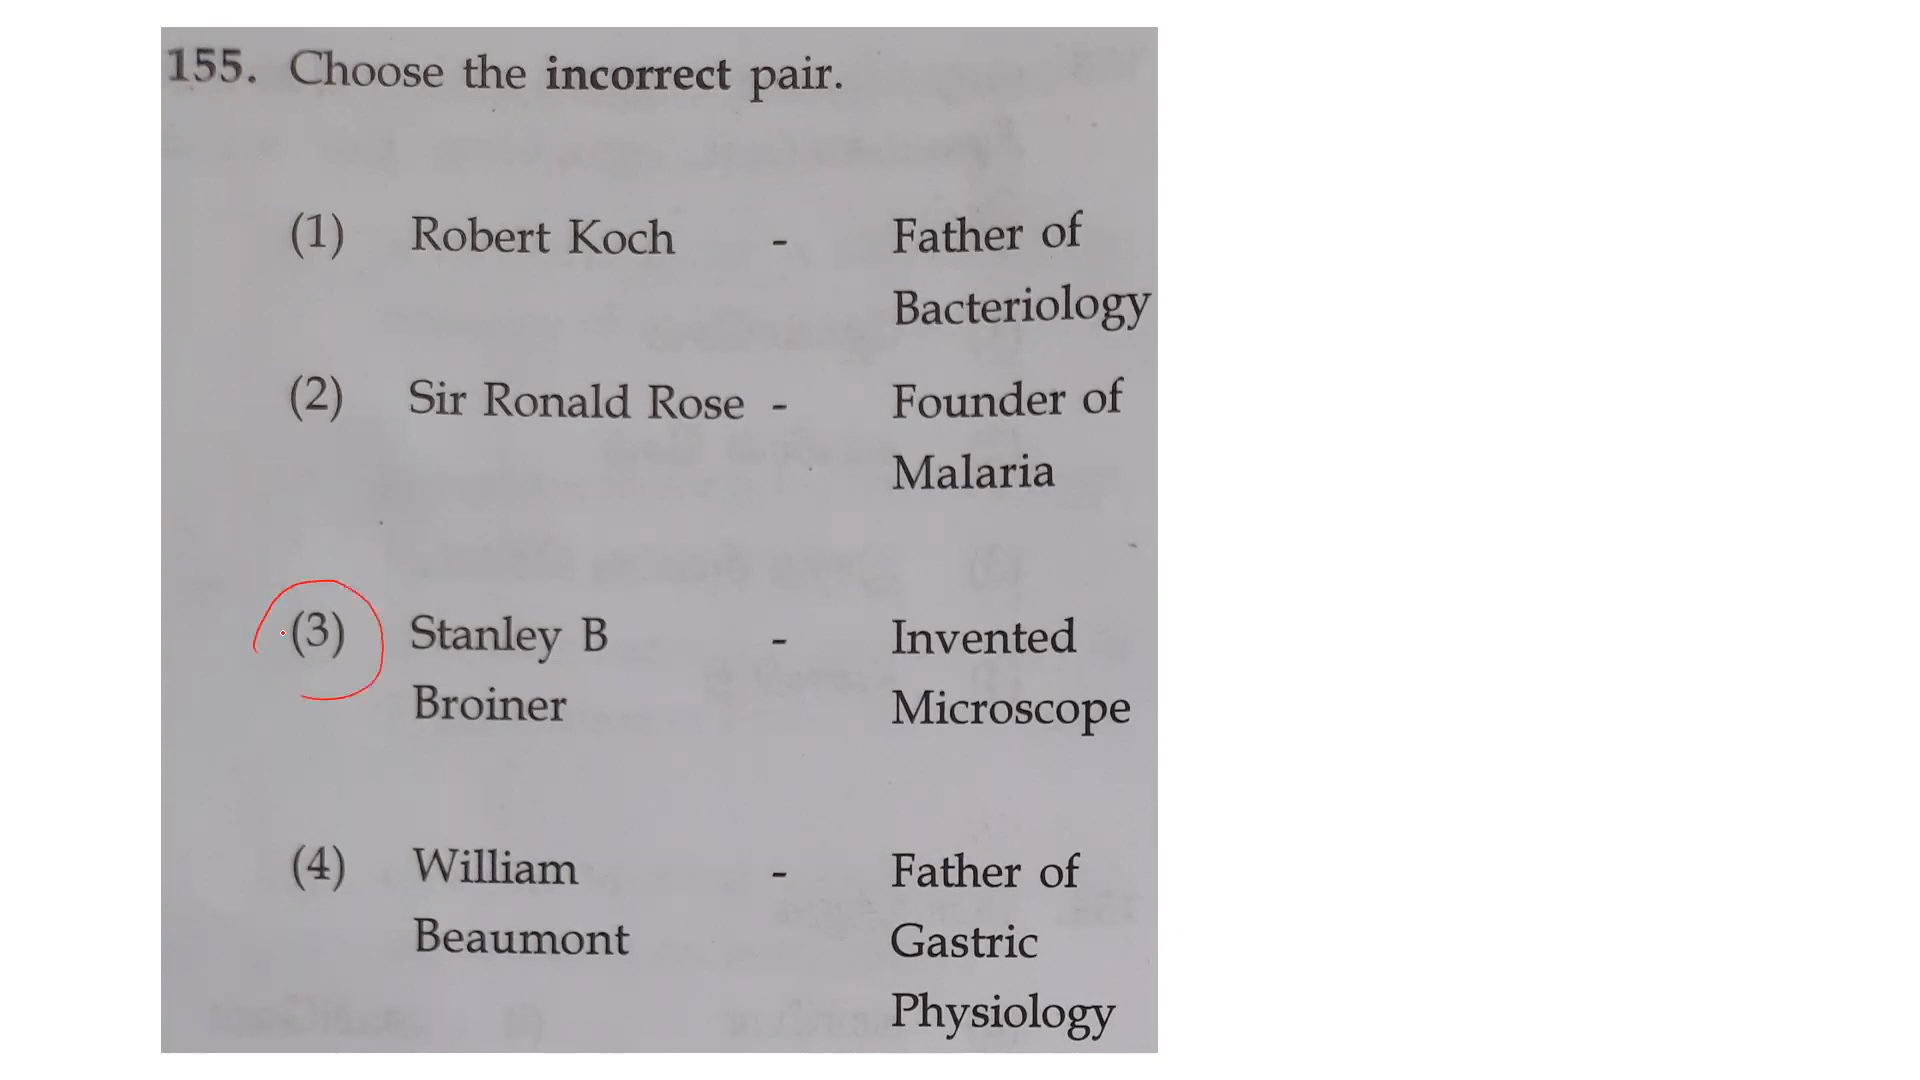 155. Choose the incorrect pair.
(1) Robert Koch - Father of
Bacteriology
(2) Sir Ronald Rose - Founder of
Malaria
(3) Stanley B - Invented
Broiner Microscope
(4) William - Father of
Beaumont Gastric
Physiology